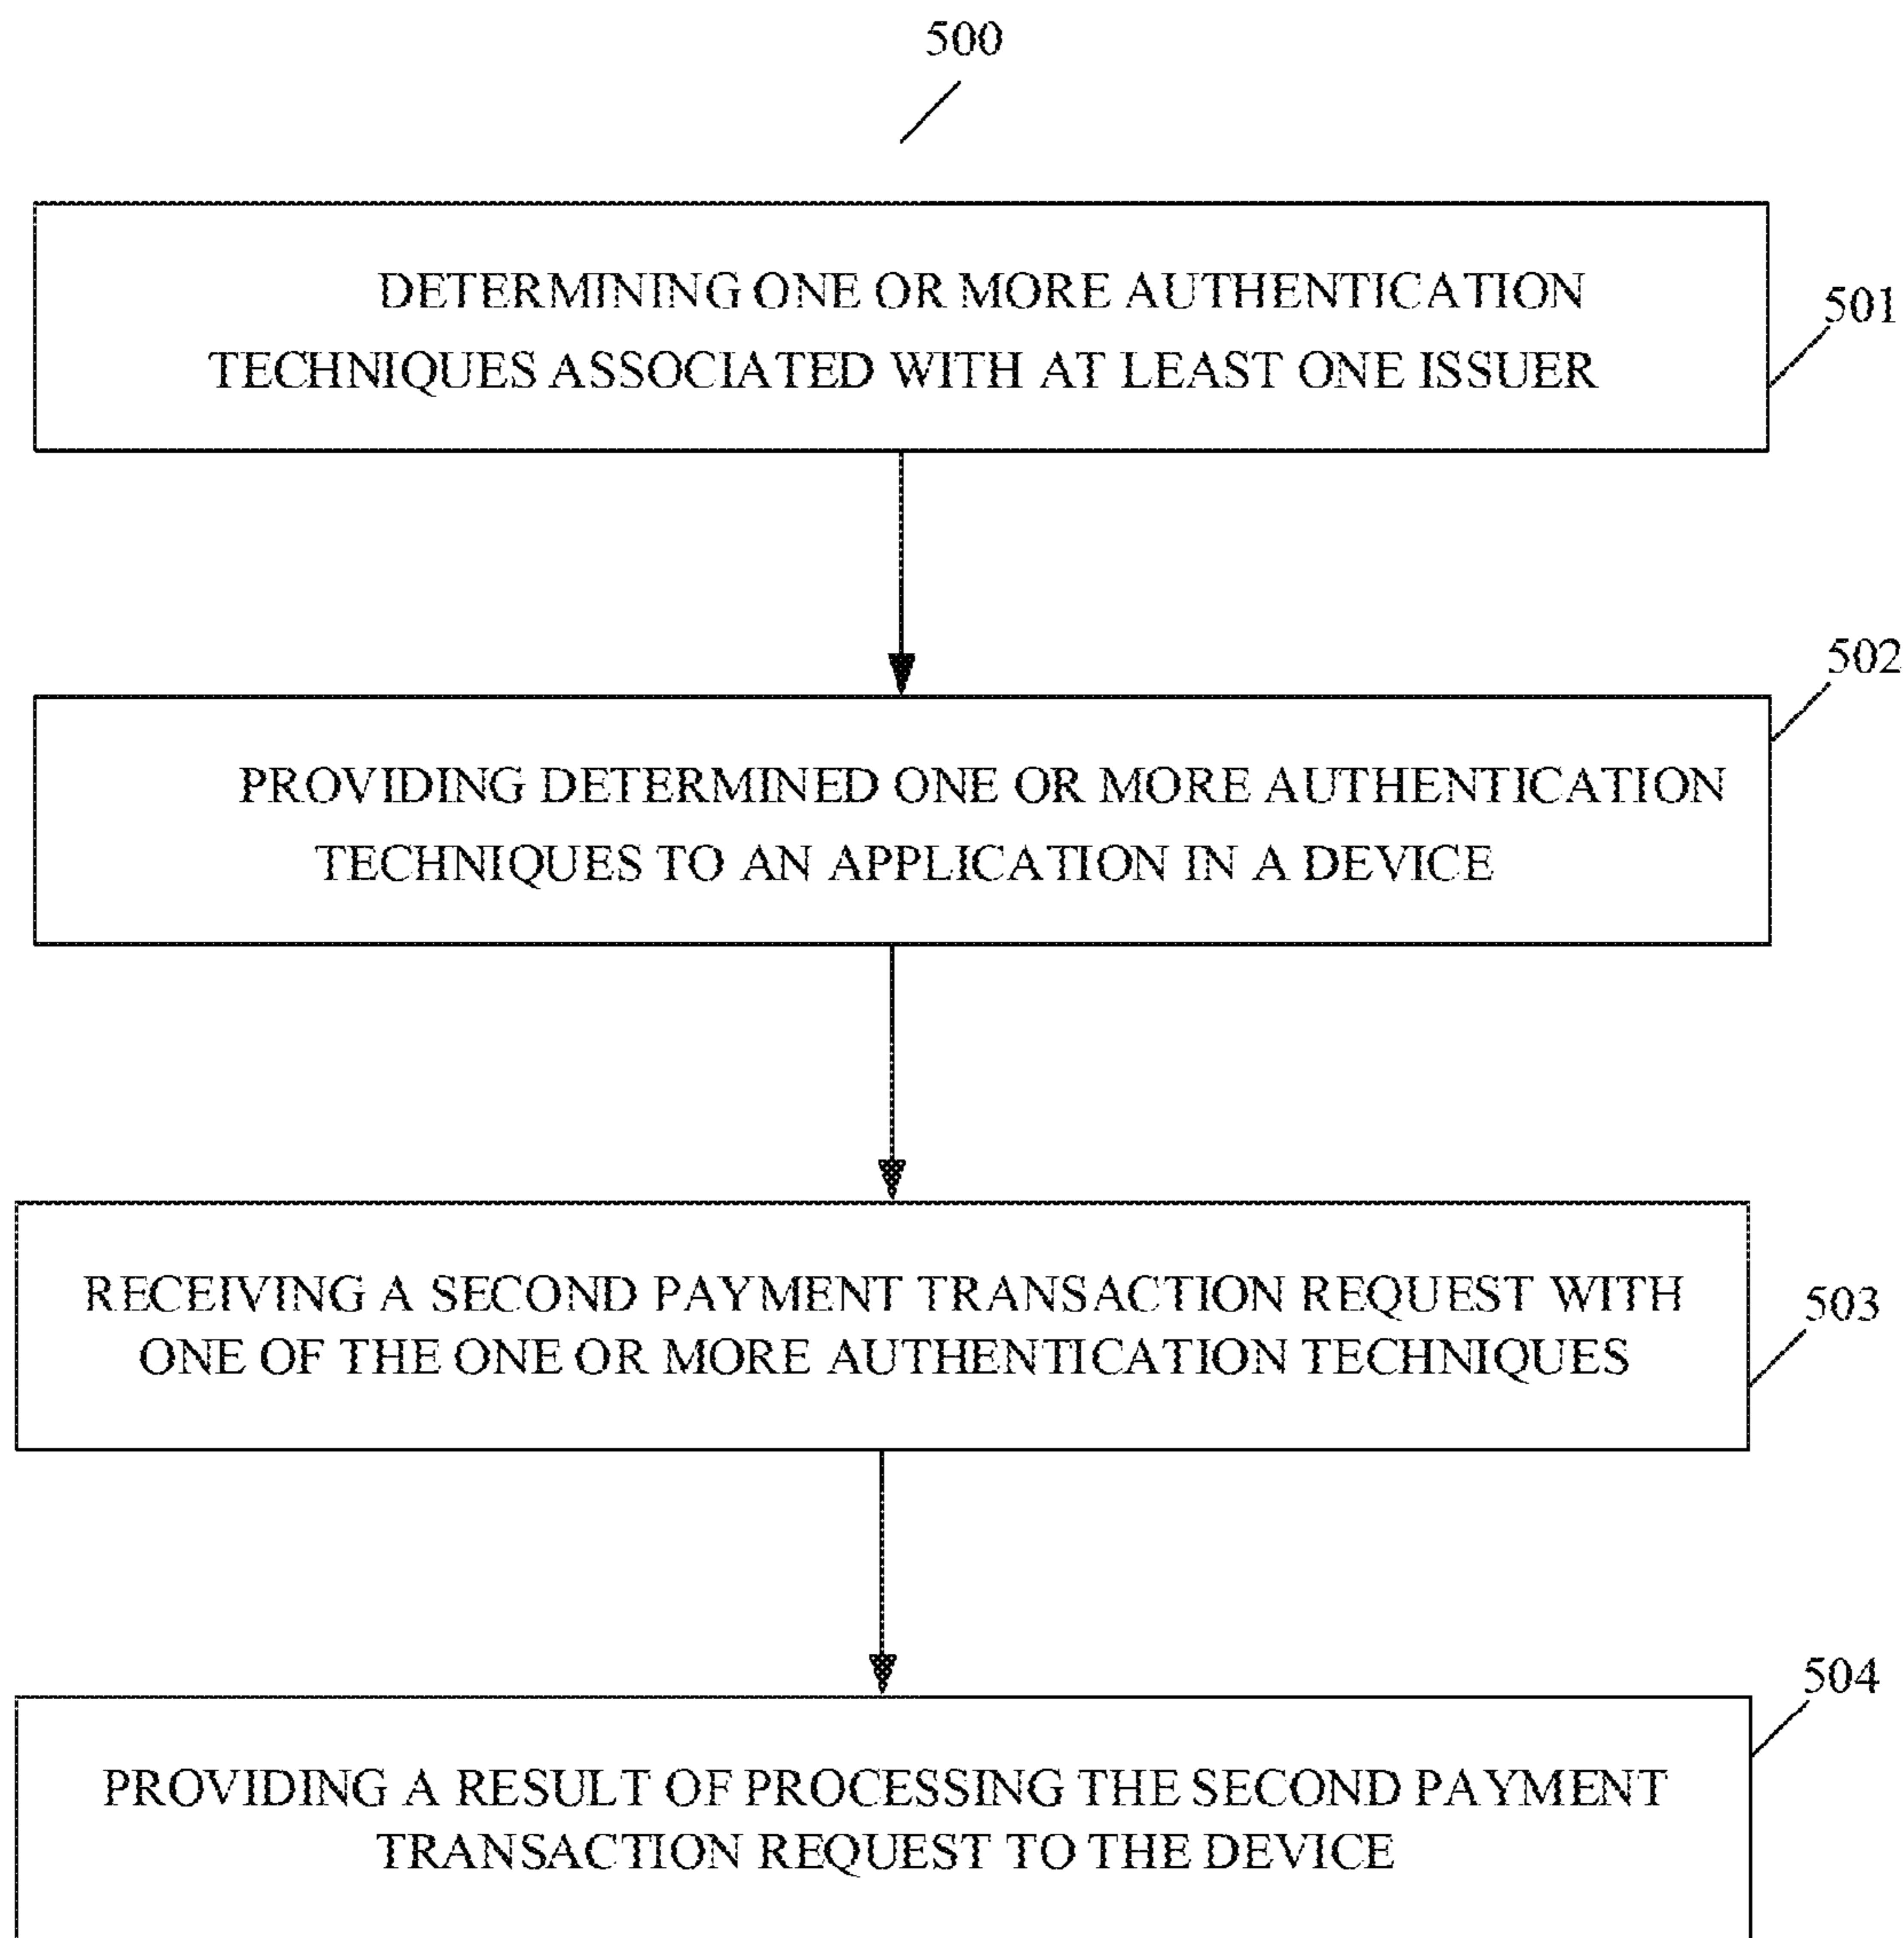 500
DETERMINING ONE OR MORE AUTHENTICATION
TECHNIQUES ASSOCIATED WITH AT LEAST ONE ISSUER
501
502
PROVIDING DETERMINED ONE OR MORE AUTHENTICATION
TECHNIQUES TO AN APPLICATION IN A DEVICE
RECEIVING A SECOND PAYMENT TRANSACTION REQUEST WITH
ONE OF THE ONE OR MORE AUTHENTICATION TECHNIQUES
503
504
PROVIDING A RESULT OF PROCESSING THE SECOND PAYMENT
TRANSACTION REQUEST TO THE DEVICE